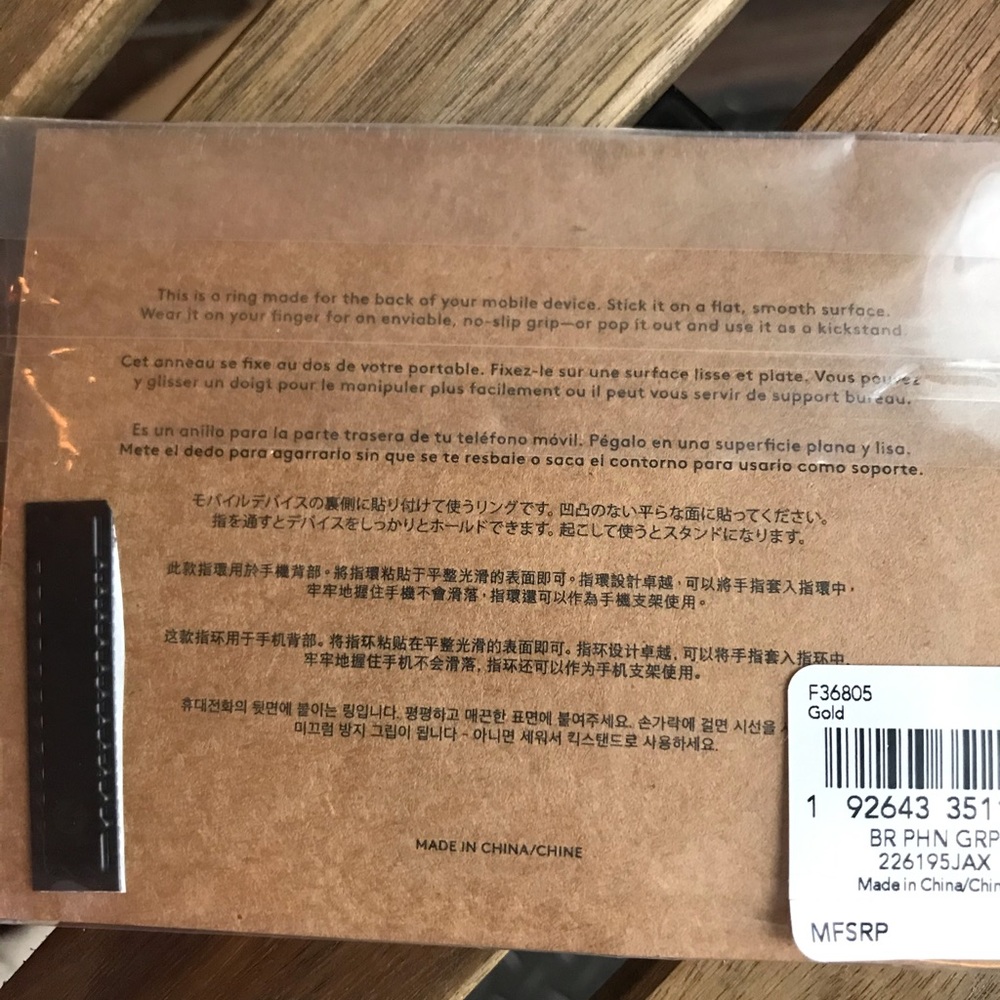 This is a ring made for the back of your mobile device. Stick it on a flat, smooth surface.
Wear it on your finger for an enviable, no-slip grip—or pop it out and use it as a kickstand.
Cet anneau se fixe au dos de votre portable. Fixez-le sur une surface lisse et plate. Vous pouvez
y glisser un doigt pour le manipuler plus facilement ou il peut vous servir de support bureau.
Es un anillo para la parte trasera de tu teléfono móvil. Pégalo en una superficie plana y lisa.
Mete el dedo para agarrarlo sin que se te resbale o saca el contorno para usarlo como soporte.
モバイルデバイスの裏側に貼り付けて使うリングです。凹凸のない平らな面に貼ってください。
指を通すとデバイスをしっかりとホールドできます。起こして使うとスタンドになります。
此款指環用於手機背部。將指環粘貼于平整光滑的表面即可。指環設計卓越，可以將手指套入指環中，
牢牢地握住手機不會滑落，指環還可以作為手機支架使用。
这款指环用于手机背部。将指环粘贴在平整光滑的表面即可。指环设计卓越，可以将手指套入指环中，
牢牢地握住手机不会滑落，指环还可以作为手机支架使用。
휴대전화의 뒷면에 붙이는 링입니다. 평평하고 매끈한 표면에 붙여주세요. 손가락에 걸면 시선을
미끄럼 방지 그립이 됩니다 - 아니면 세워서 킥스탠드로 사용하세요.
MADE IN CHINA/CHINE
F36805
Gold
1 92643 351
BR PHN GRP
226195JAX
Made in China/Chin
MFSRP